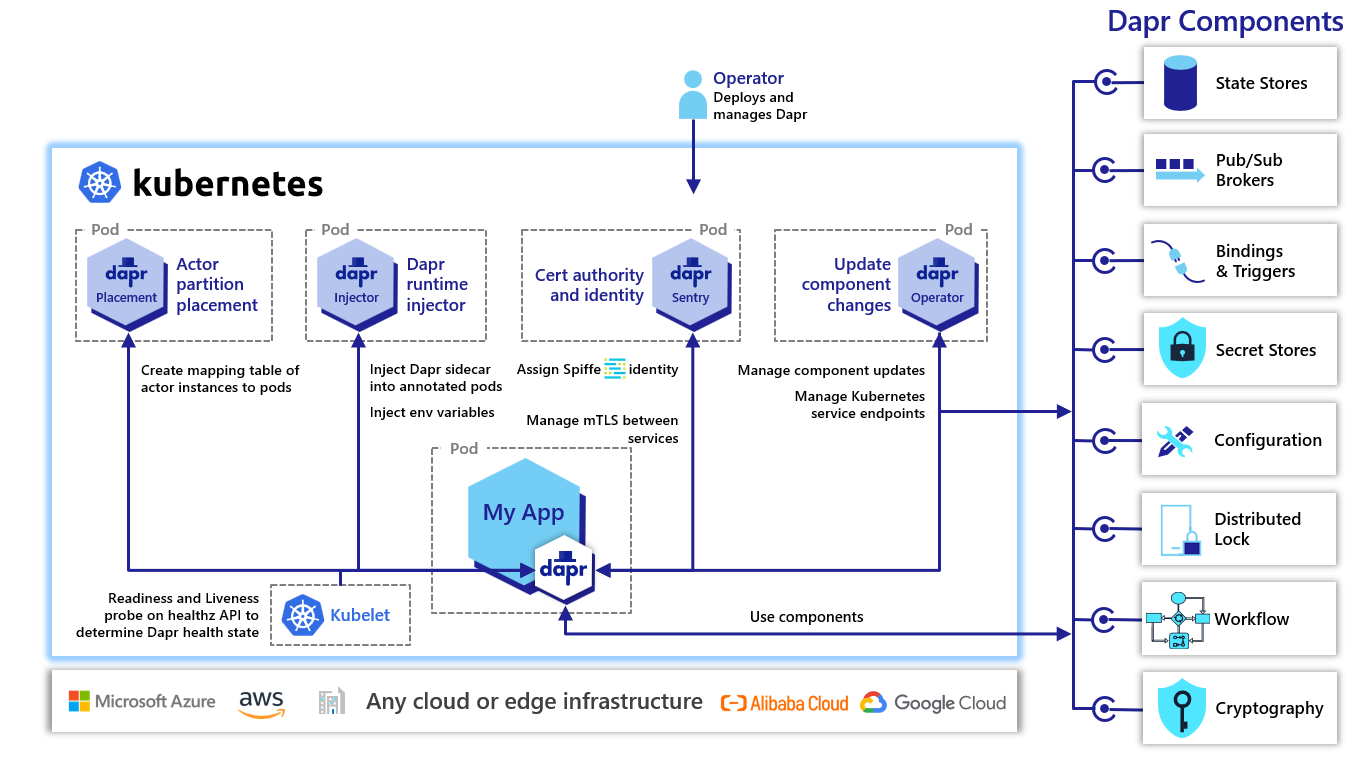 Dapr Components
Operator
Deploys and
manages Dapr
kubernetes
Pod
dapr
Placement
Actor
partition
placement
Pod
dapr
Injector
Dapr
runtime
injector
Pod
Cert authority
and identity
dapr
Sentry
Pod
Update
component
changes
dapr
Operator
Create mapping table of
actor instances to pods
Inject Dapr sidecar
into annotated pods
Inject env variables
Assign Spiffe identity
Manage mTLS between
services
Manage component updates
Manage Kubernetes
service endpoints
Pod
My App
dapr
Readiness and Liveness
probe on healthz API to
determine Dapr health state
Kubelet
Use components
Microsoft Azure
aws
Any cloud or edge infrastructure
Alibaba Cloud
Google Cloud
State Stores
Pub/Sub
Brokers
Bindings
& Triggers
Secret Stores
Configuration
Distributed
Lock
Workflow
Cryptography